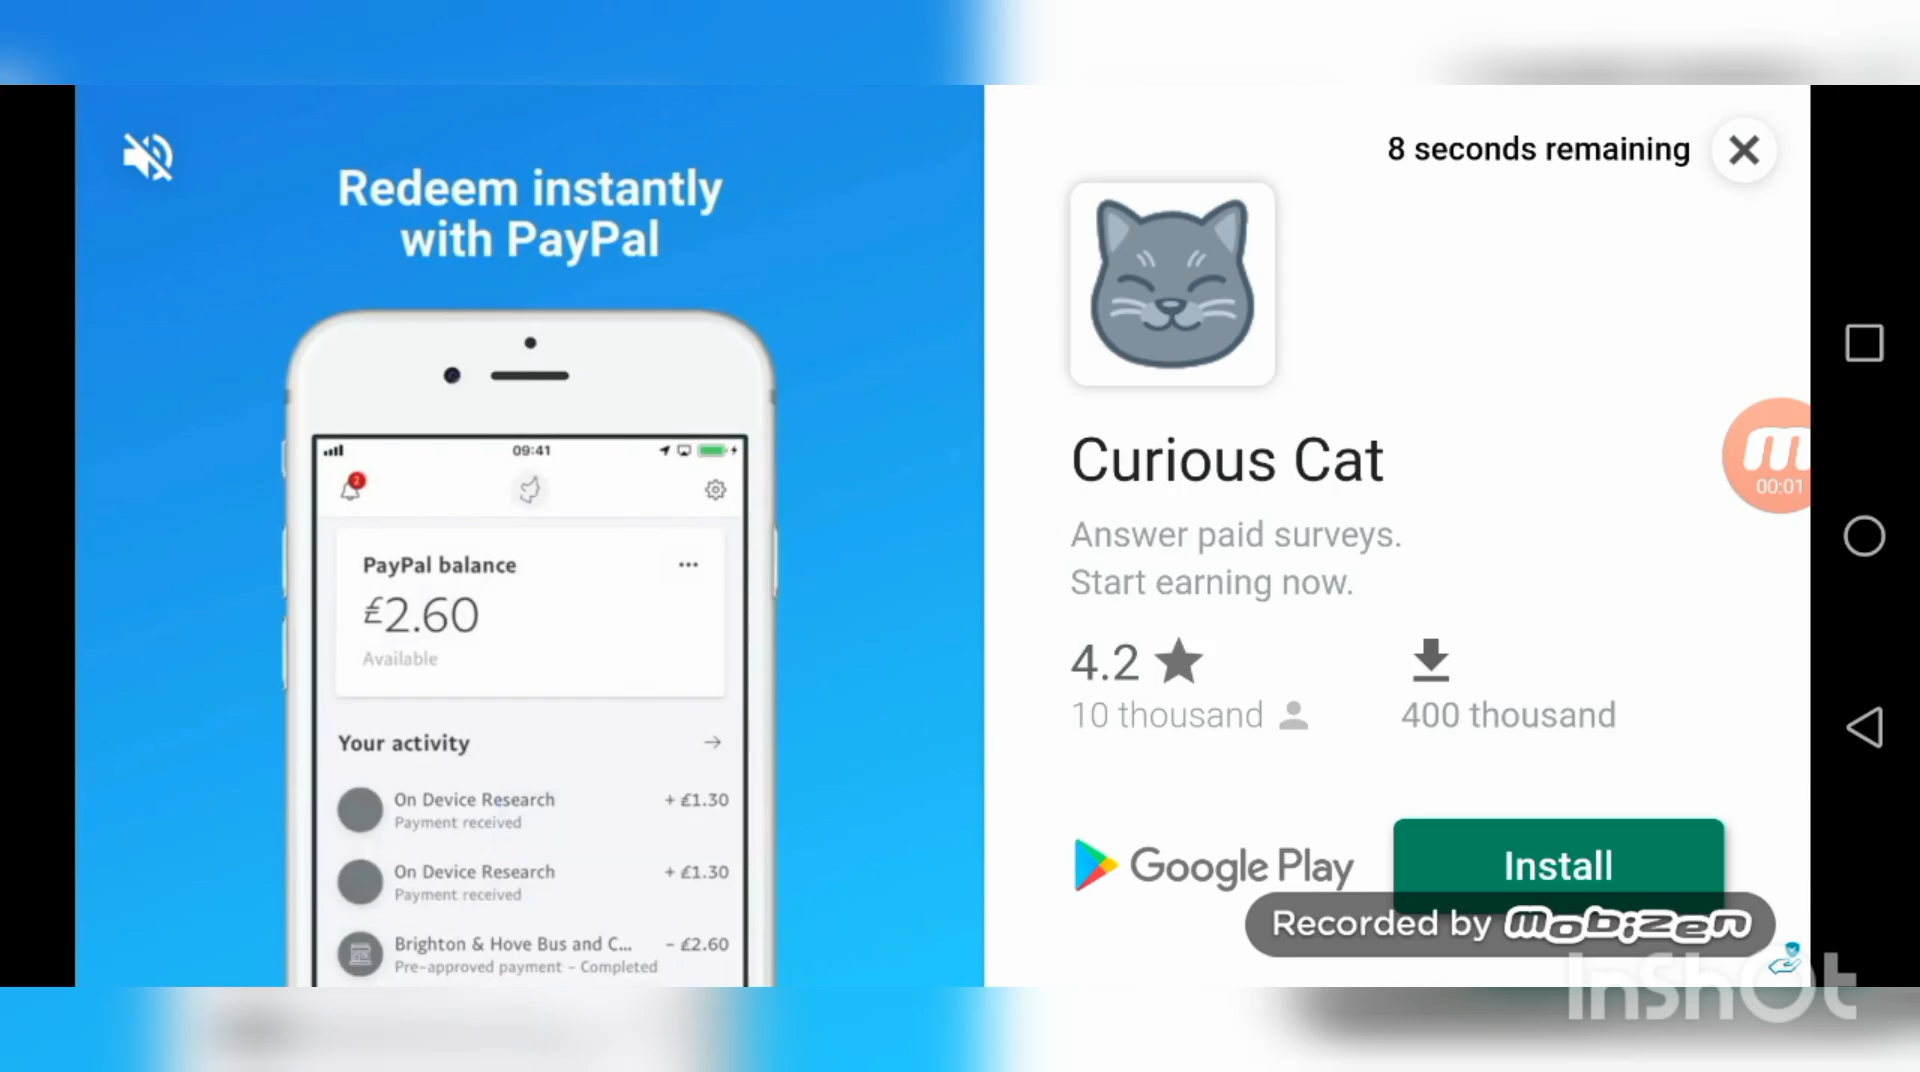 Redeem instantly
with PayPal
09:41
2
PayPal balance
£2.60
Available
Your activity
On Device Research + £1.30
Payment received
On Device Research + £1.30
Payment received
Brighton & Hove Bus and C... - £2.60
Pre-approved payment - Completed
8 seconds remaining
Curious Cat
00:01
Answer paid surveys.
Start earning now.
4.2
10 thousand 400 thousand
Google Play Install
Recorded by mobizen
InShOt